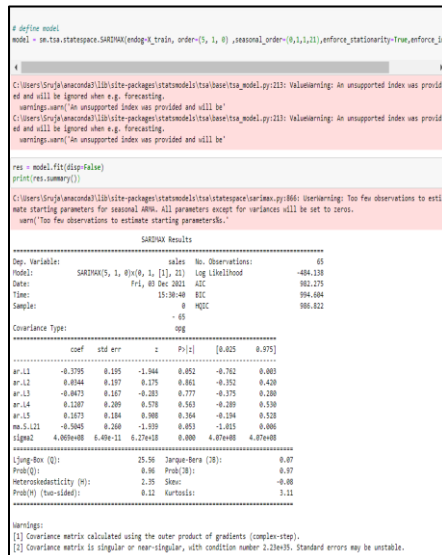 # define model
model = sm.tsa.statespace.SARIMAX(endog=X_train, order=(5, 1, 0) ,seasonal_order=(0,1,1,21),enforce_stationarity=True,enforce_in
C:\Users\Sruja\anaconda3\lib\site-packages\statsmodels\tsa\base\tsa_model.py:213: ValueWarning: An unsupported index was provid
ed and will be ignored when e.g. forecasting.
warnings.warn('An unsupported index was provided and will be'
C:\Users\Sruja\anaconda3\lib\site-packages\statsmodels\tsa\base\tsa_model.py:213: ValueWarning: An unsupported index was provid
ed and will be ignored when e.g. forecasting.
warnings.warn('An unsupported index was provided and will be'
res = model.fit(disp=False)
print(res.summary())
C:\Users\Sruja\anaconda3\lib\site-packages\statsmodels\tsa\statespace\sarimax.py:866: UserWarning: Too few observations to esti
mate starting parameters for seasonal ARMA. All parameters except for variances will be set to zeros.
warn('Too few observations to estimate starting parameters%s.'
SARIMAX Results
Dep. Variable: sales No. Observations: 65
Model: SARIMAX(5, 1, 0)x(0, 1, [1], 21) Log Likelihood -484.138
Date: Fri, 03 Dec 2021 AIC 982.275
Time: 15:30:40 BIC 994.604
Sample: 0 HQIC 986.822
- 65
Covariance Type: opg
coef std err z P>|z| [0.025 0.975]
ar.L1 -0.3795 0.195 -1.944 0.052 -0.762 0.003
ar.L2 0.0344 0.197 0.175 0.861 -0.352 0.420
ar.L3 -0.0473 0.167 -0.283 0.777 -0.375 0.280
ar.L4 0.1207 0.209 0.578 0.563 -0.289 0.530
ar.L5 0.1673 0.184 0.908 0.364 -0.194 0.528
ma.S.L21 -0.5045 0.260 -1.939 0.053 -1.015 0.006
sigma2 4.069e+08 6.49e-11 6.27e+18 0.000 4.07e+08 4.07e+08
Ljung-Box (Q): 25.56 Jarque-Bera (JB): 0.07
Prob(Q): 0.96 Prob(JB): 0.97
Heteroskedasticity (H): 2.35 Skew: -0.08
Prob(H) (two-sided): 0.12 Kurtosis: 3.11
Warnings:
[1] Covariance matrix calculated using the outer product of gradients (complex-step).
[2] Covariance matrix is singular or near-singular, with condition number 2.23e+35. Standard errors may be unstable.